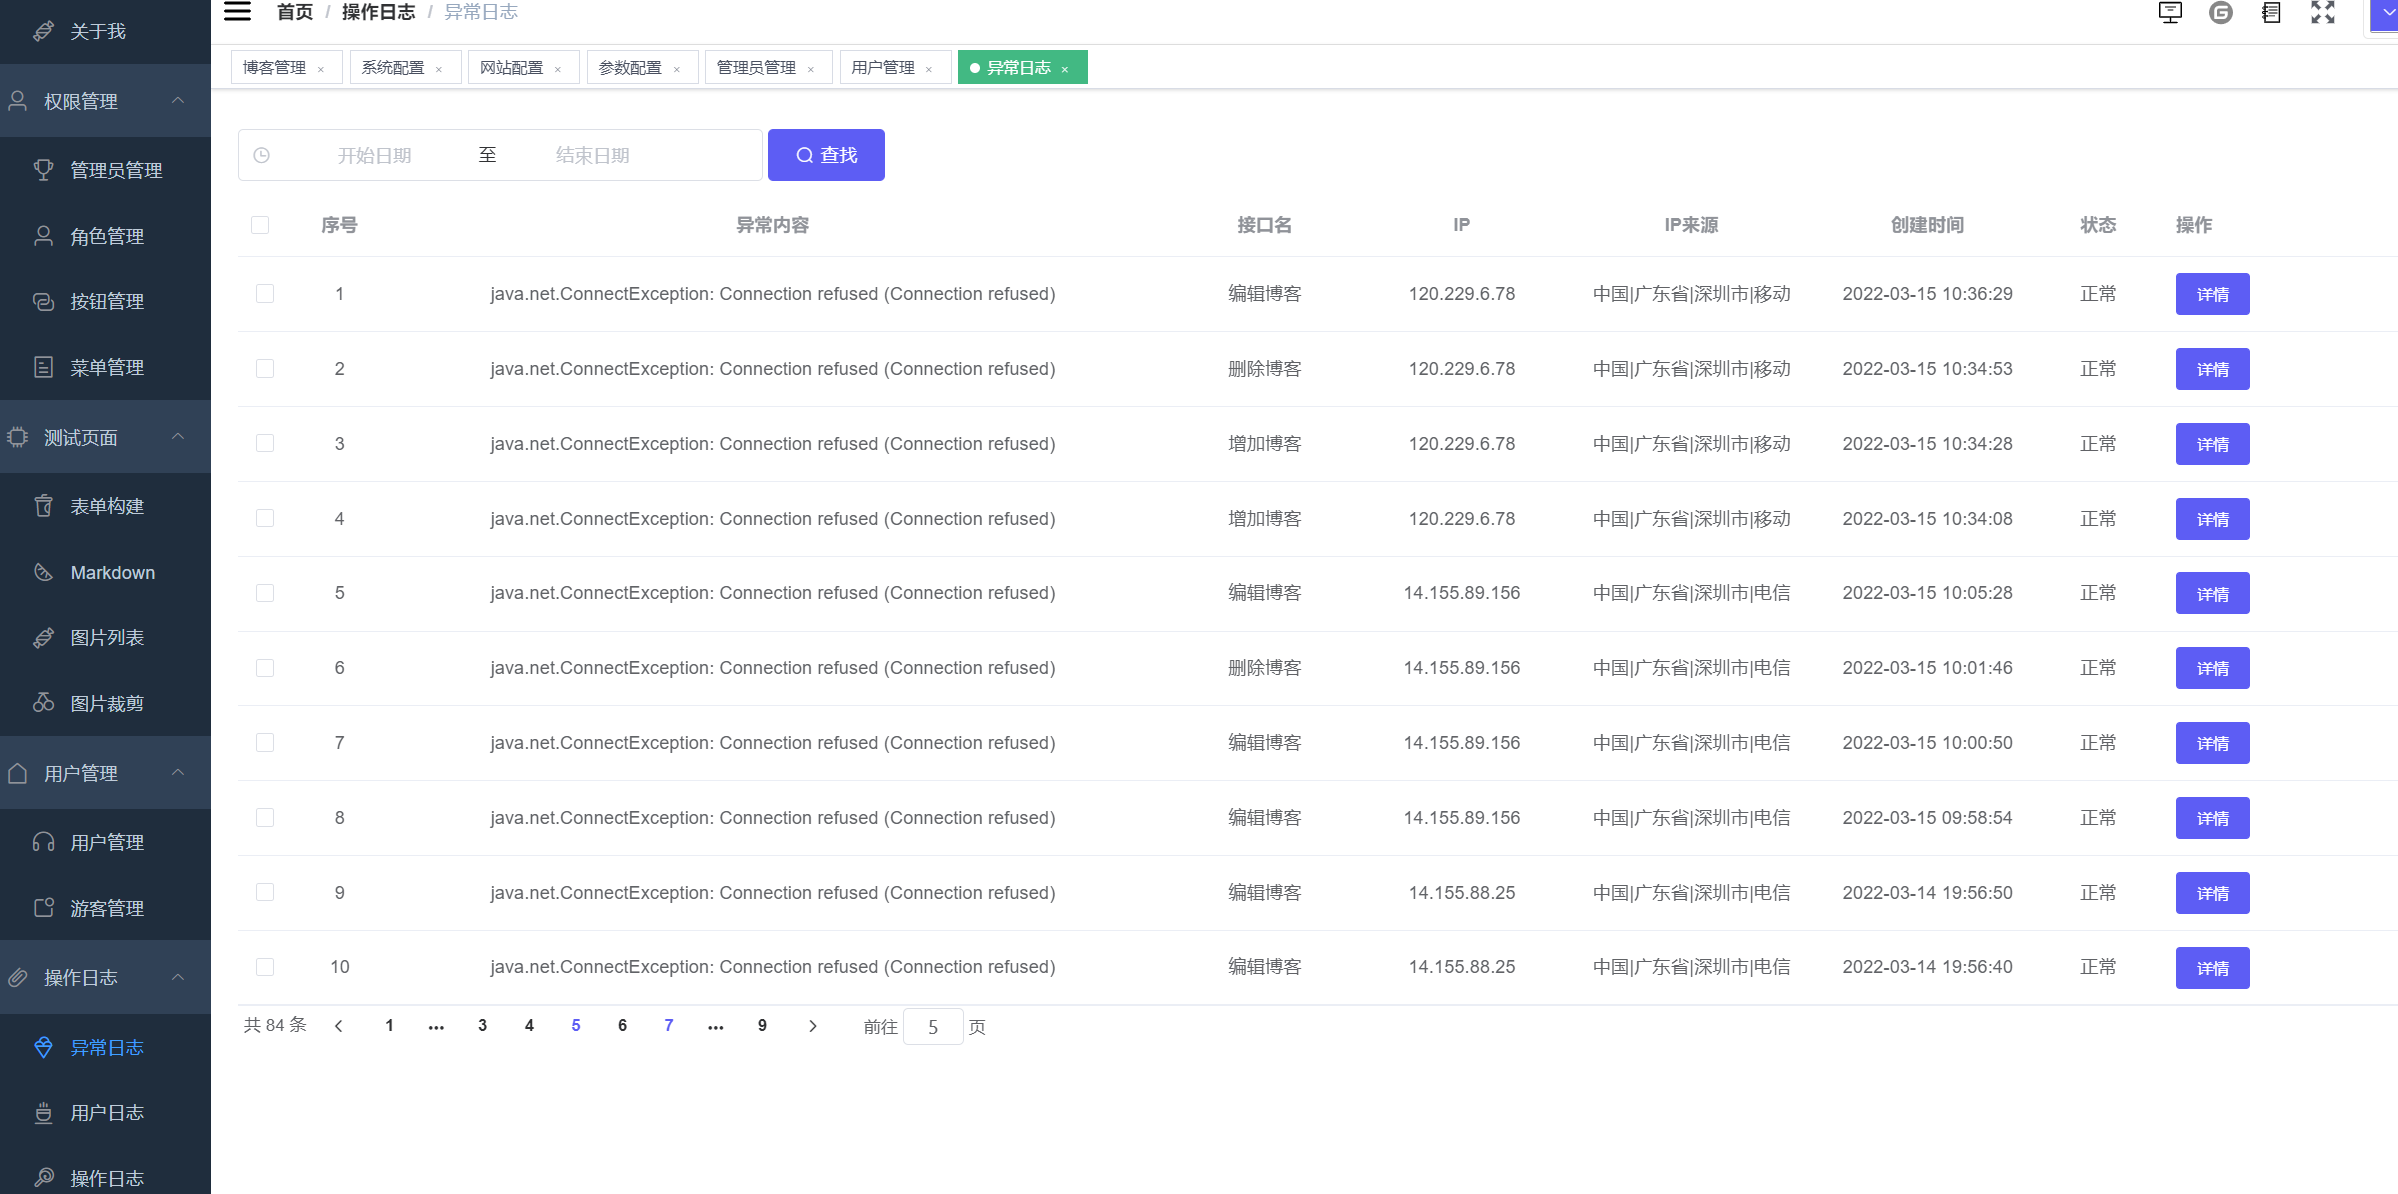 关于我
权限管理
管理员管理
角色管理
按钮管理
菜单管理
测试页面
表单构建
Markdown
图片列表
图片裁剪
用户管理
用户管理
游客管理
操作日志
异常日志
用户日志
操作日志
首页 / 操作日志 / 异常日志
博客管理 × 系统配置 × 网站配置 × 参数配置 × 管理员管理 × 用户管理 × 异常日志 ×
开始日期 至 结束日期 查找
序号 异常内容 接口名 IP IP来源 创建时间 状态 操作
1 java.net.ConnectException: Connection refused (Connection refused) 编辑博客 120.229.6.78 中国|广东省|深圳市|移动 2022-03-15 10:36:29 正常 详情
2 java.net.ConnectException: Connection refused (Connection refused) 删除博客 120.229.6.78 中国|广东省|深圳市|移动 2022-03-15 10:34:53 正常 详情
3 java.net.ConnectException: Connection refused (Connection refused) 增加博客 120.229.6.78 中国|广东省|深圳市|移动 2022-03-15 10:34:28 正常 详情
4 java.net.ConnectException: Connection refused (Connection refused) 增加博客 120.229.6.78 中国|广东省|深圳市|移动 2022-03-15 10:34:08 正常 详情
5 java.net.ConnectException: Connection refused (Connection refused) 编辑博客 14.155.89.156 中国|广东省|深圳市|电信 2022-03-15 10:05:28 正常 详情
6 java.net.ConnectException: Connection refused (Connection refused) 删除博客 14.155.89.156 中国|广东省|深圳市|电信 2022-03-15 10:01:46 正常 详情
7 java.net.ConnectException: Connection refused (Connection refused) 编辑博客 14.155.89.156 中国|广东省|深圳市|电信 2022-03-15 10:00:50 正常 详情
8 java.net.ConnectException: Connection refused (Connection refused) 编辑博客 14.155.89.156 中国|广东省|深圳市|电信 2022-03-15 09:58:54 正常 详情
9 java.net.ConnectException: Connection refused (Connection refused) 编辑博客 14.155.88.25 中国|广东省|深圳市|电信 2022-03-14 19:56:50 正常 详情
10 java.net.ConnectException: Connection refused (Connection refused) 编辑博客 14.155.88.25 中国|广东省|深圳市|电信 2022-03-14 19:56:40 正常 详情
共 84 条 1 ••• 3 4 5 6 7 ••• 9 前往 5 页